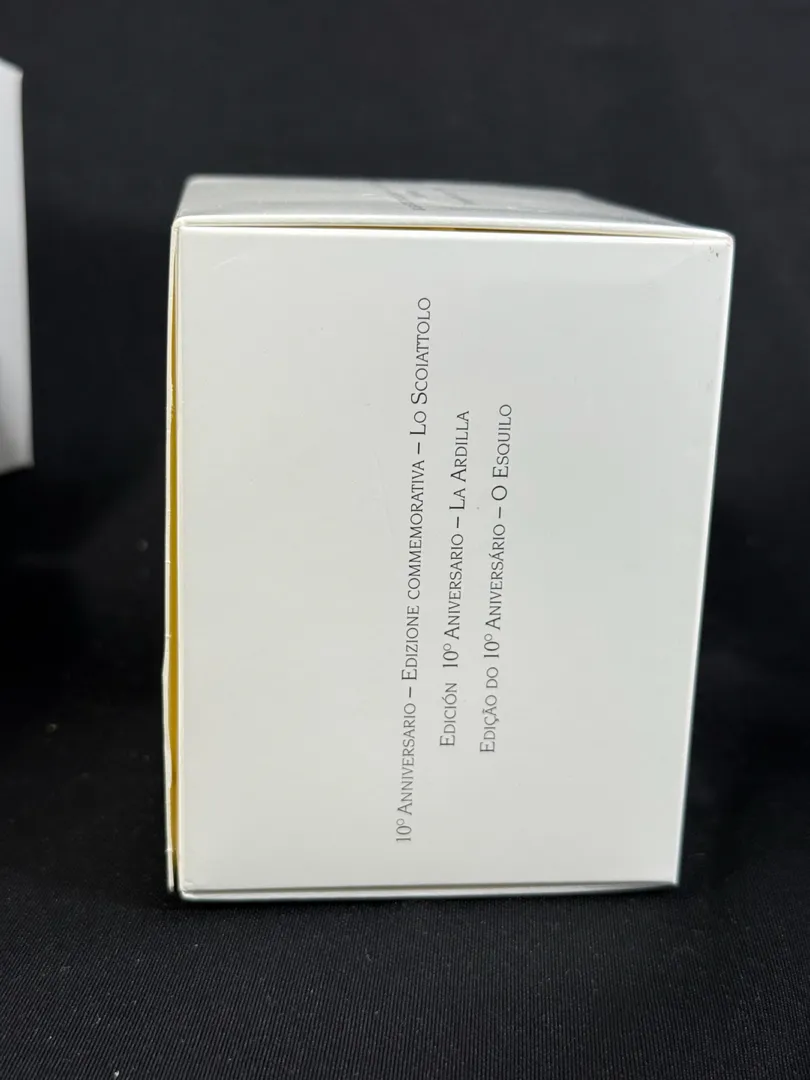 10º Anniversario – Edizione commemorativa – Lo Scoiattolo
Edición 10º Aniversario – La Ardilla
Edição do 10º Aniversário – O Esquilo